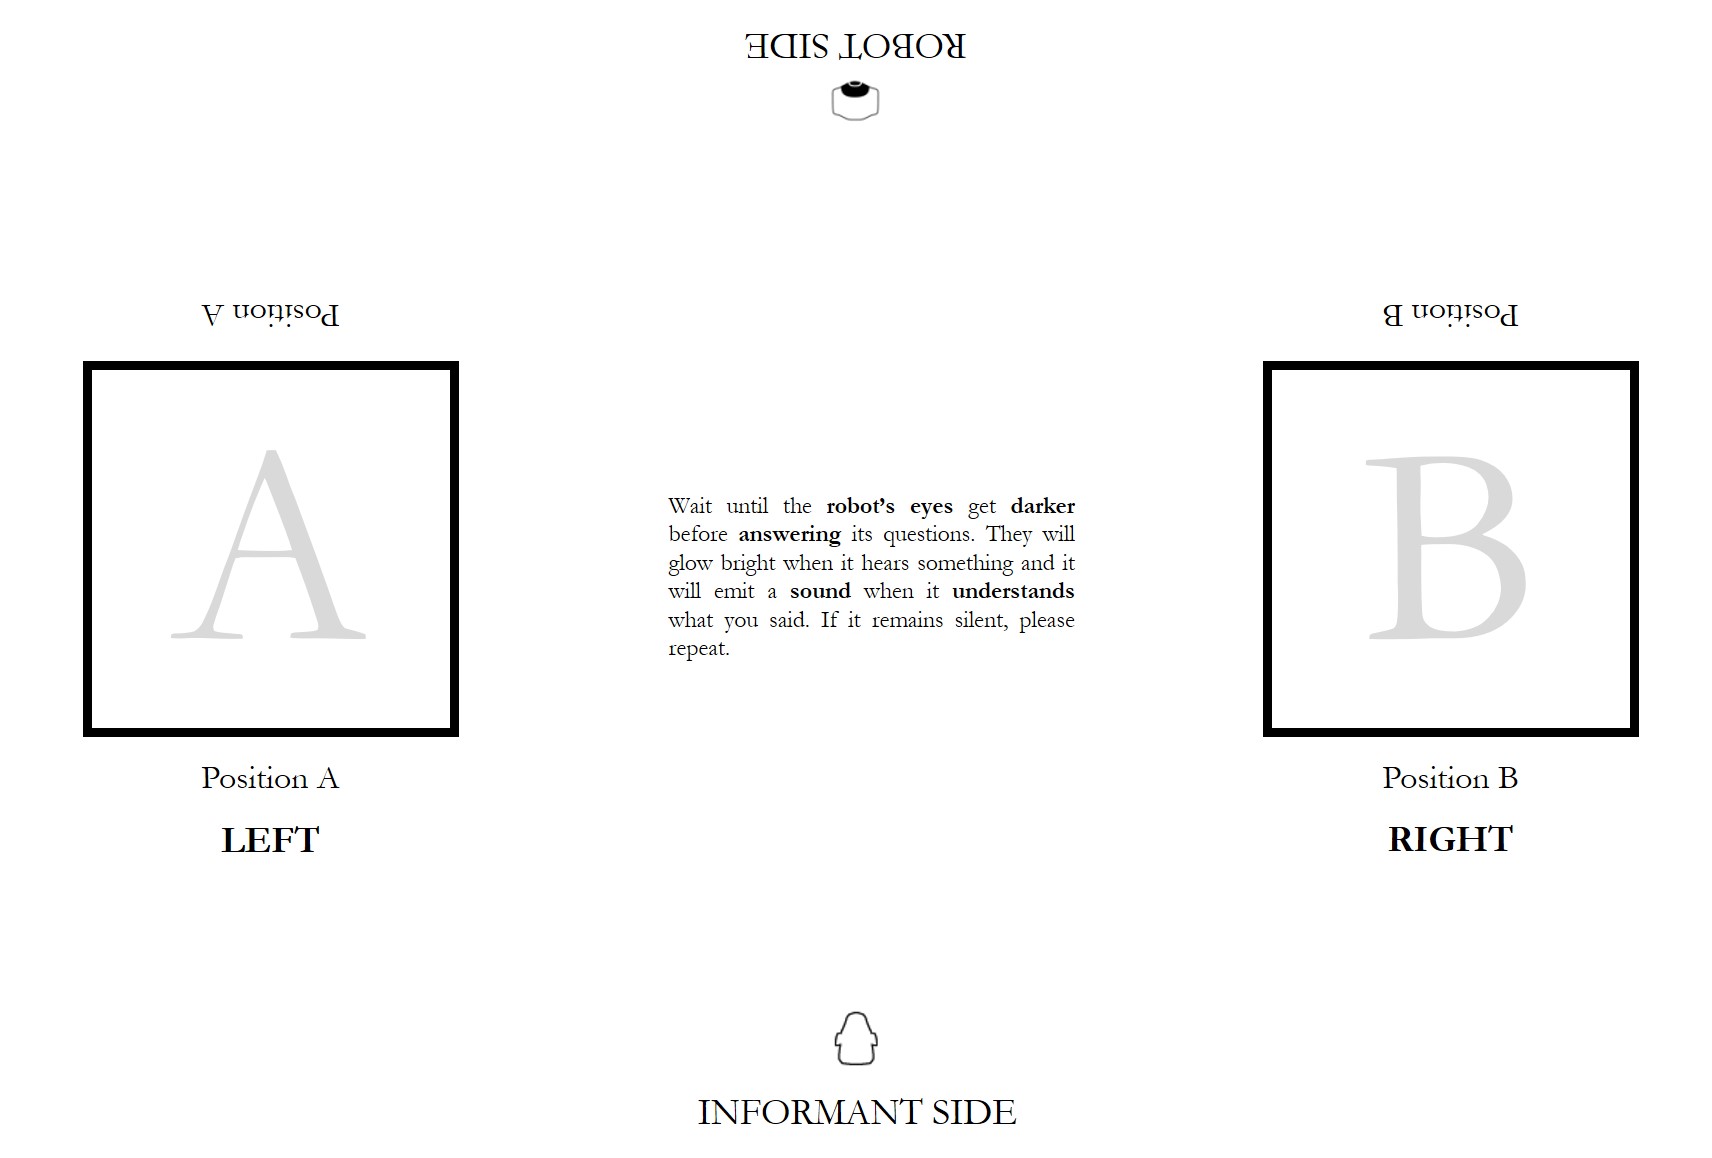 ROBOT SIDE
Position A
Position B
A
B
Wait until the robot's eyes get darker
before answering its questions. They will
glow bright when it hears something and it
will emit a sound when it understands
what you said. If it remains silent, please
repeat.
Position A
Position B
LEFT
RIGHT
INFORMANT SIDE